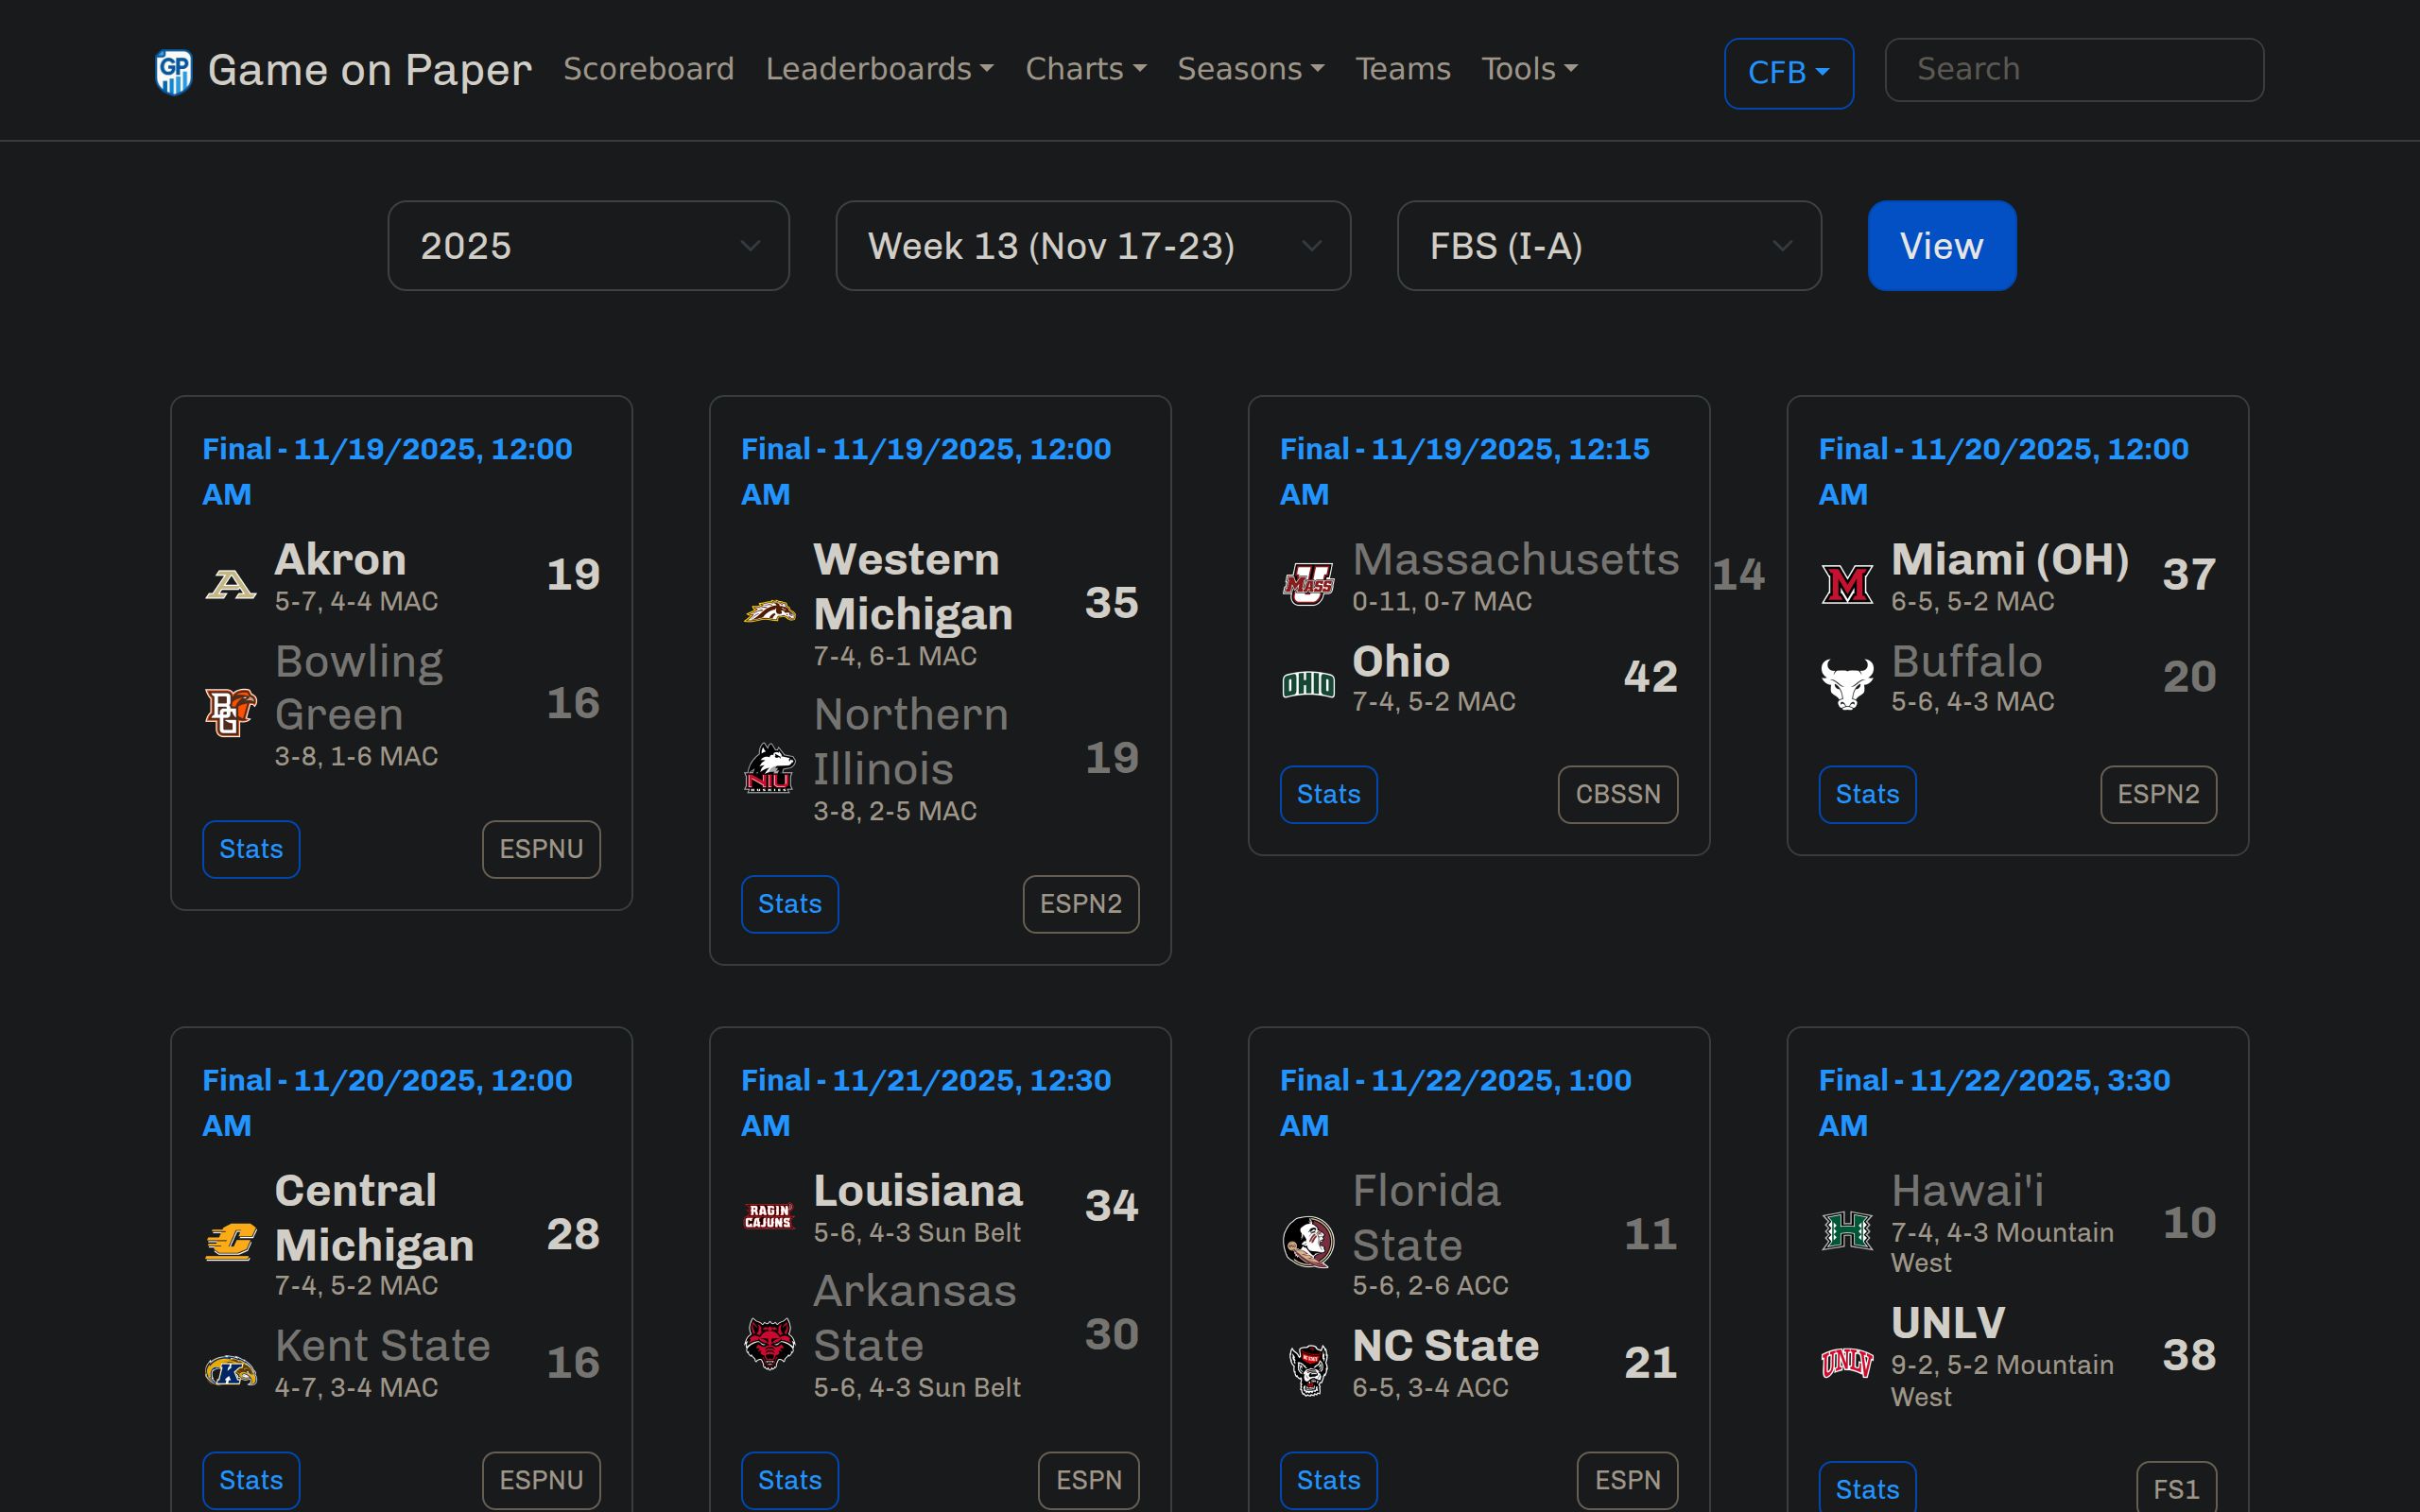 GP Game on Paper Scoreboard Leaderboards Charts Seasons Teams Tools CFB Search
2025 Week 13 (Nov 17-23) FBS (I-A) View
Final - 11/19/2025, 12:00
AM
Akron 19
5-7, 4-4 MAC
Bowling
Green 16
3-8, 1-6 MAC
Stats ESPNU
Final - 11/19/2025, 12:00
AM
Western
Michigan 35
7-4, 6-1 MAC
Northern
Illinois 19
NIU
HUSKIES
3-8, 2-5 MAC
Stats ESPN2
Final - 11/19/2025, 12:15
AM
U MASS Massachusetts 14
0-11, 0-7 MAC
OHIO Ohio 42
7-4, 5-2 MAC
Stats CBSSN
Final - 11/20/2025, 12:00
AM
M Miami (OH) 37
6-5, 5-2 MAC
Buffalo 20
5-6, 4-3 MAC
Stats ESPN2
Final - 11/20/2025, 12:00
AM
Central
Michigan 28
7-4, 5-2 MAC
Kent State 16
4-7, 3-4 MAC
Stats ESPNU
Final - 11/21/2025, 12:30
AM
RAGIN'
CAJUNS
Louisiana 34
5-6, 4-3 Sun Belt
Arkansas
State 30
5-6, 4-3 Sun Belt
Stats ESPN
Final - 11/22/2025, 1:00
AM
Florida
State 11
5-6, 2-6 ACC
NC State 21
6-5, 3-4 ACC
Stats ESPN
Final - 11/22/2025, 3:30
AM
H Hawai'i 10
7-4, 4-3 Mountain
West
UNLV UNLV 38
9-2, 5-2 Mountain
West
Stats FS1